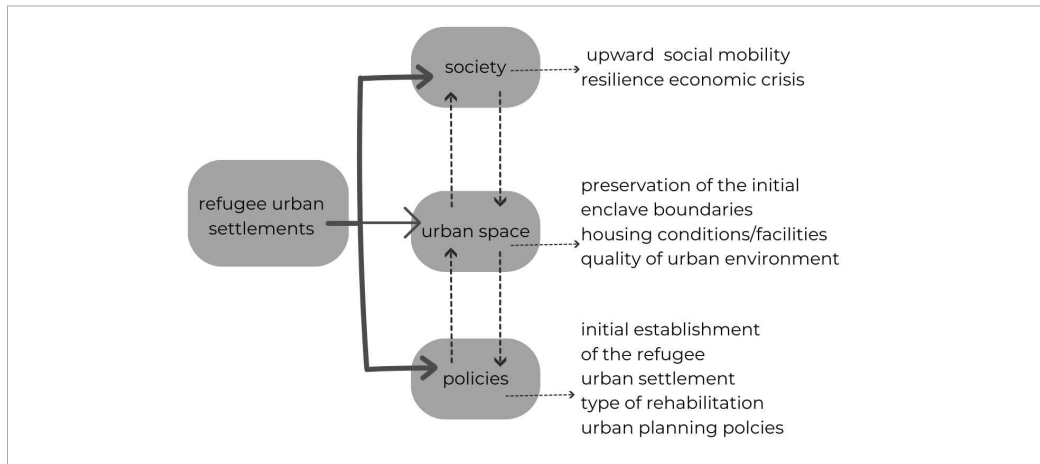 society
upward social mobility
resilience economic crisis
refugee urban
settlements
urban space
preservation of the initial
enclave boundaries
housing conditions/facilities
quality of urban environment
policies
initial establishment
of the refugee
urban settlement
type of rehabilitation
urban planning polcies